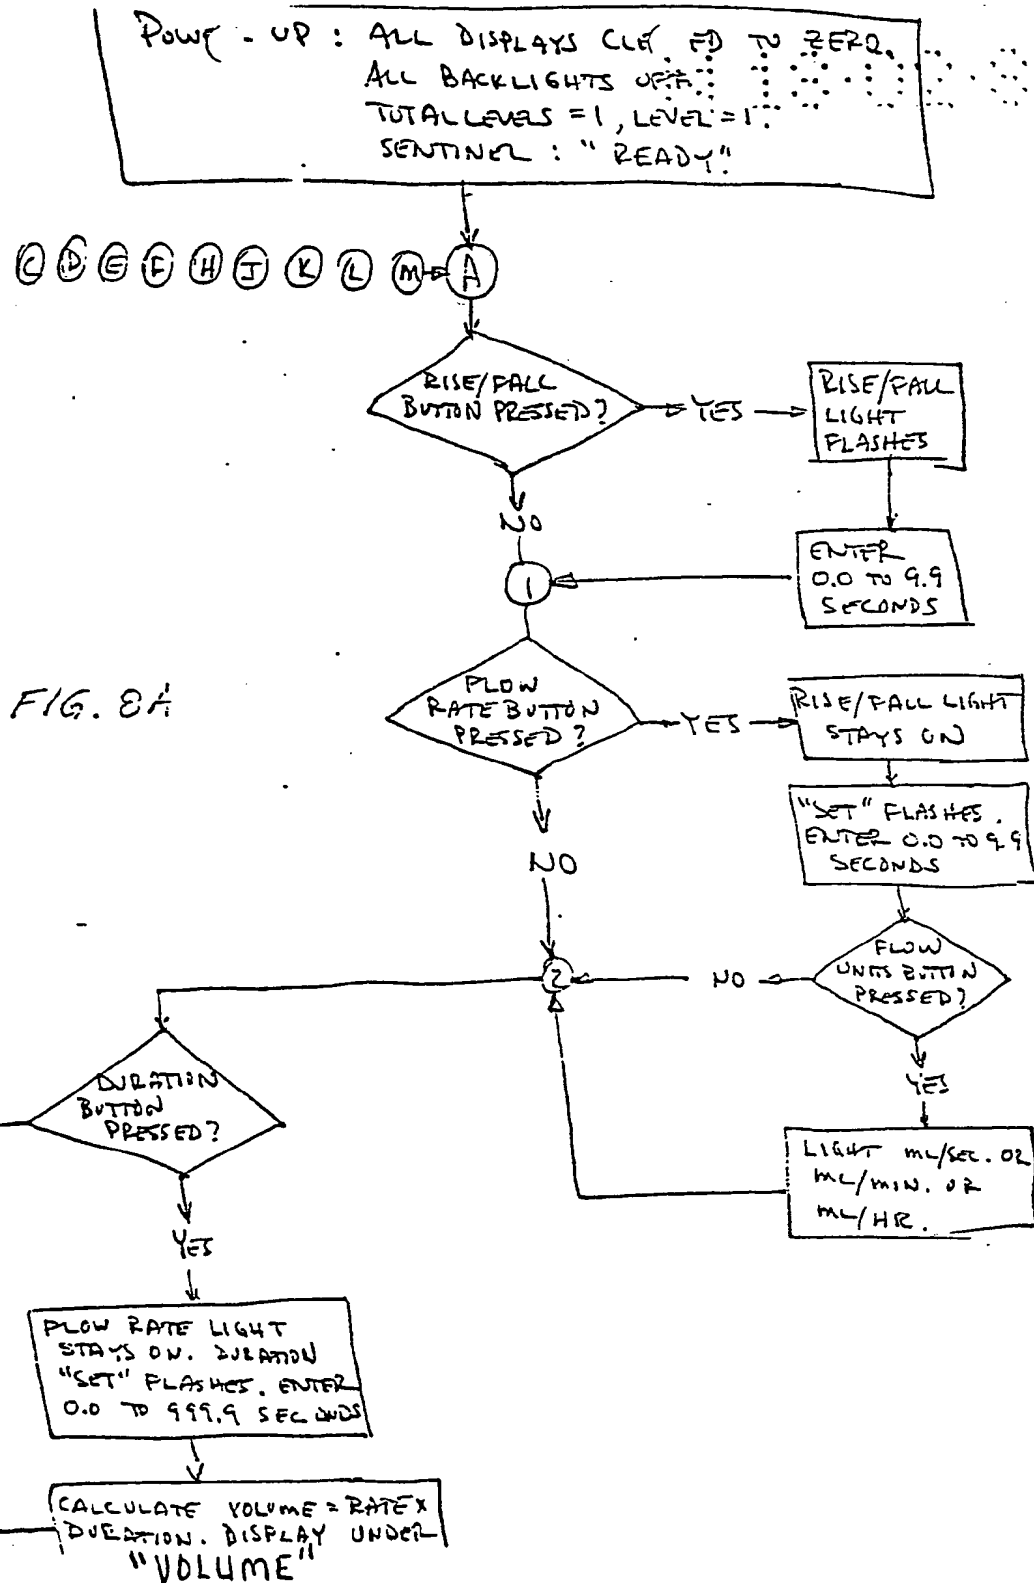 UP : ALL DISPLAYS CLE ED TO ZERO.
ALL BACKLIGHTS OFF.
TOTAL LEVELS = 1, LEVEL = 1.
SENTINEL : "READY"
C D E F H J K L M A
RISE/FALL
BUTTON PRESSED?
YES
RISE/FALL
LIGHT
FLASHES
NO
ENTER
0.0 TO 9.9
SECONDS
1
FIG. 8A
FLOW
RATE BUTTON
PRESSED?
YES
RISE/FALL LIGHT
STAYS ON
"SET" FLASHES.
ENTER 0.0 TO 9.9
SECONDS
NO
FLOW
UNITS BUTTON
PRESSED?
NO
2
YES
DURATION
BUTTON
PRESSED?
LIGHT mL/SEC. OR
mL/MIN. OR
mL/HR.
YES
FLOW RATE LIGHT
STAYS ON. DURATION
"SET" FLASHES. ENTER
0.0 TO 999.9 SECONDS
CALCULATE VOLUME = RATE X
DURATION. DISPLAY UNDER
"VOLUME"